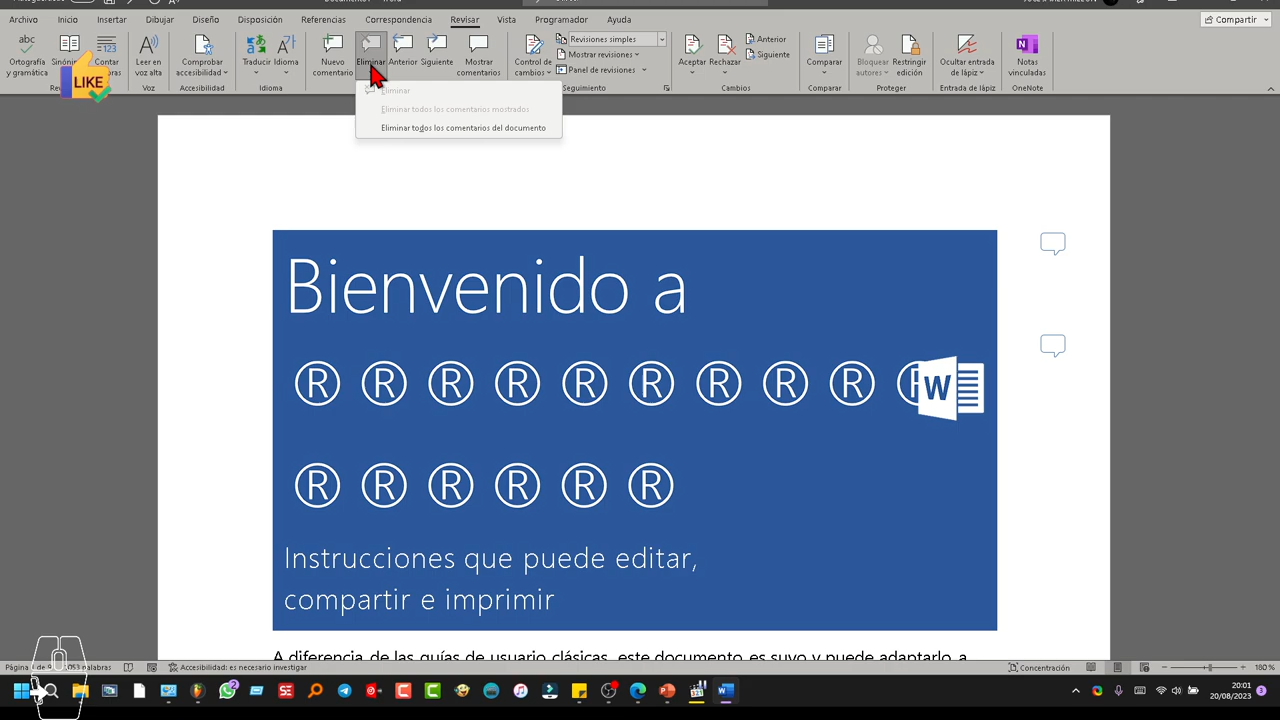 Archivo Inicio Insertar Dibujar Diseño Disposición Referencias Correspondencia Revisar Vista Programador Ayuda Compartir
abc 123
Ortografía y gramática
Contar
Leer en voz alta
Comprobar accesibilidad
Traducir Idioma
Nuevo comentario
Eliminar Anterior Siguiente
Mostrar comentarios
Control de cambios
Revisiones simples
Mostrar revisiones
Panel de revisiones
Aceptar Rechazar
Anterior
Siguiente
Comparar
Bloquear autores
Restringir edición
Ocultar entrada de lápiz
Notas vinculadas
LIKE
Voz Accesibilidad Idioma Seguimiento Cambios Comparar Proteger Entrada de lápiz OneNote
Eliminar
Eliminar todos los comentarios mostrados
Eliminar todos los comentarios del documento
Bienvenido a
® ® ® ® ® ® ® ® ® ®
W
® ® ® ® ® ®
Instrucciones que puede editar,
compartir e imprimir
A diferencia de las guías de usuario clásicas, este documento es suyo y puede adaptarlo a
Página palabras Accesibilidad: es necesario investigar Concentración 180 %
2
20:01
20/08/2023
3